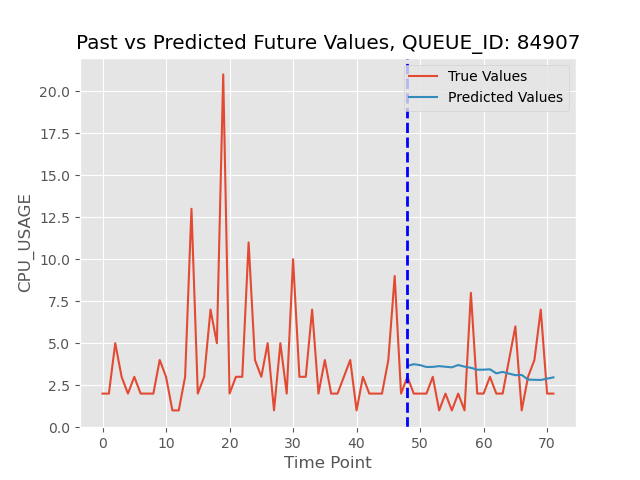 Past vs Predicted Future Values, QUEUE_ID: 84907
True Values
Predicted Values
CPU_USAGE
20.0
17.5
15.0
12.5
10.0
7.5
5.0
2.5
0.0
0 10 20 30 40 50 60 70
Time Point